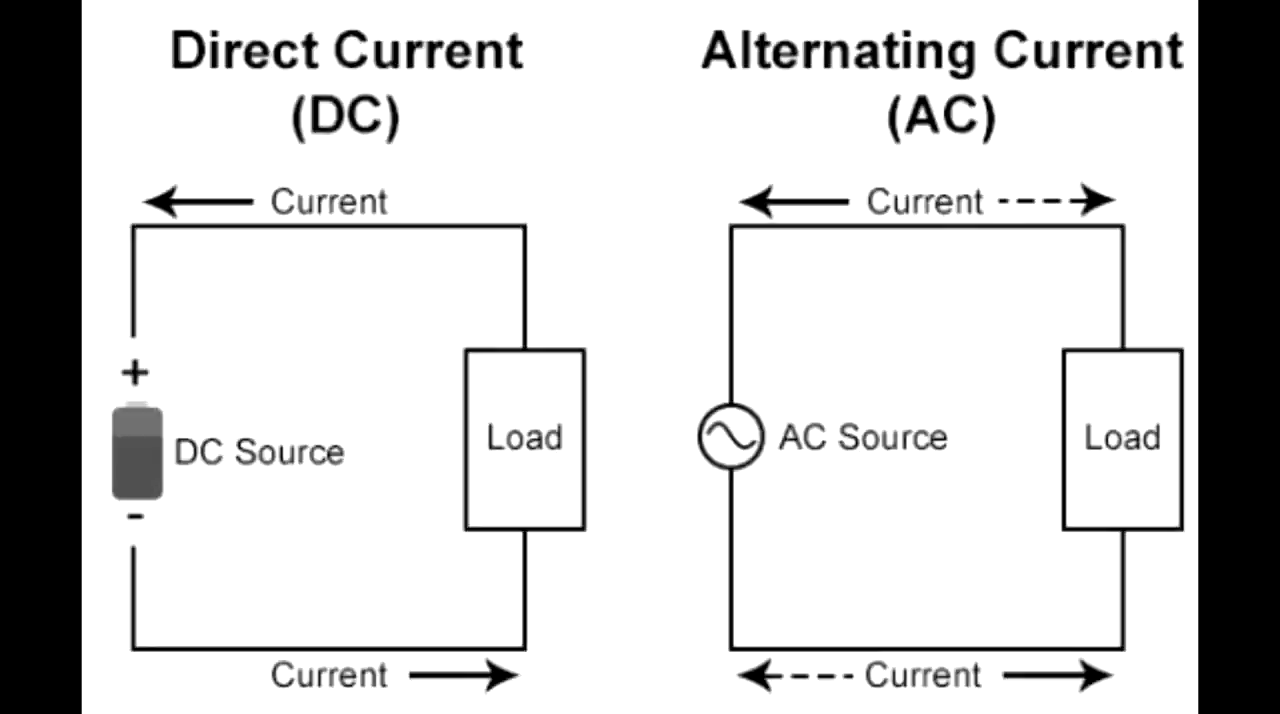 Direct Current
(DC)
Current
+
DC Source
-
Load
Current
Alternating Current
(AC)
Current
AC Source
Load
Current